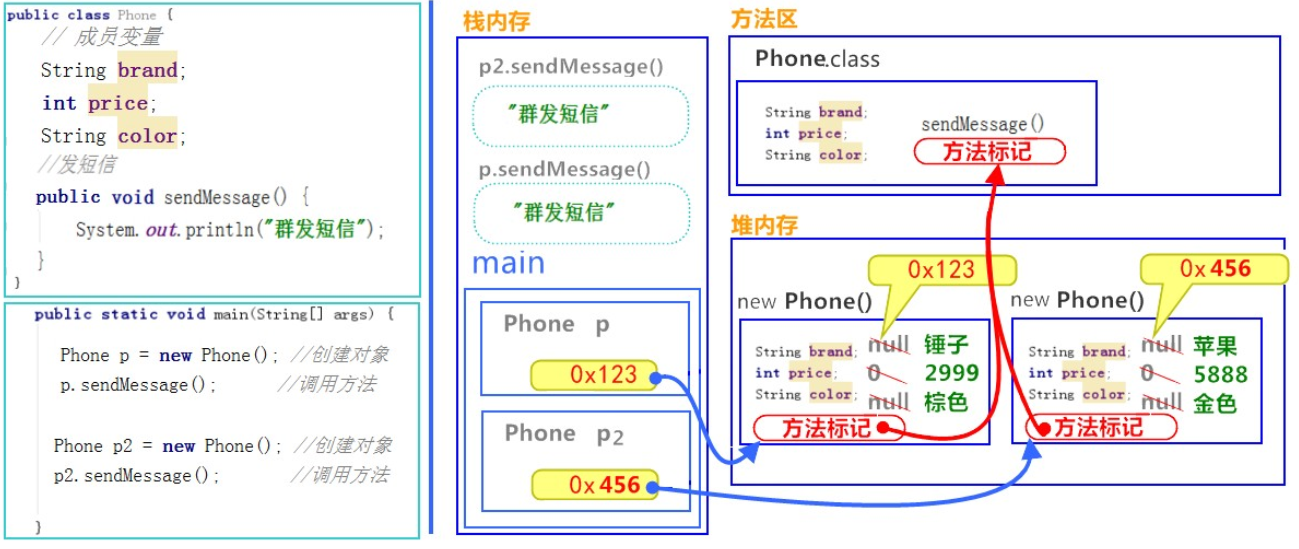 public class Phone {
// 成员变量
String brand;
int price;
String color;
//发短信
public void sendMessage() {
System.out.println("群发短信");
}
}
public static void main(String[] args) {
Phone p = new Phone(); //创建对象
p.sendMessage(); //调用方法
Phone p2 = new Phone(); //创建对象
p2.sendMessage(); //调用方法
}
栈内存
p2.sendMessage()
"群发短信"
p.sendMessage()
"群发短信"
main
Phone p
0x123
Phone p2
0x456
方法区
Phone.class
String brand;
int price;
String color;
sendMessage()
方法标记
堆内存
0x123
new Phone()
String brand; null 锤子
int price; 0 2999
String color; null 棕色
方法标记
0x456
new Phone()
String brand; null 苹果
int price; 0 5888
String color; null 金色
方法标记